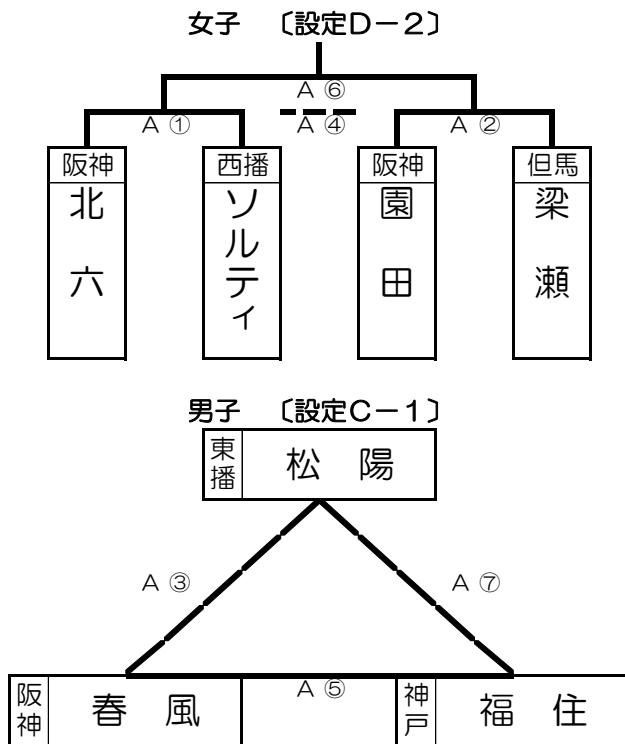 女子 〔設定D－2〕
A ⑥
A ① A ④ A ②
阪神 西播 阪神 但馬
北六 ソルティ 園田 梁瀬
男子 〔設定C－1〕
東播 松陽
A ③ A ⑦
阪神 春風 A ⑤ 神戸 福住